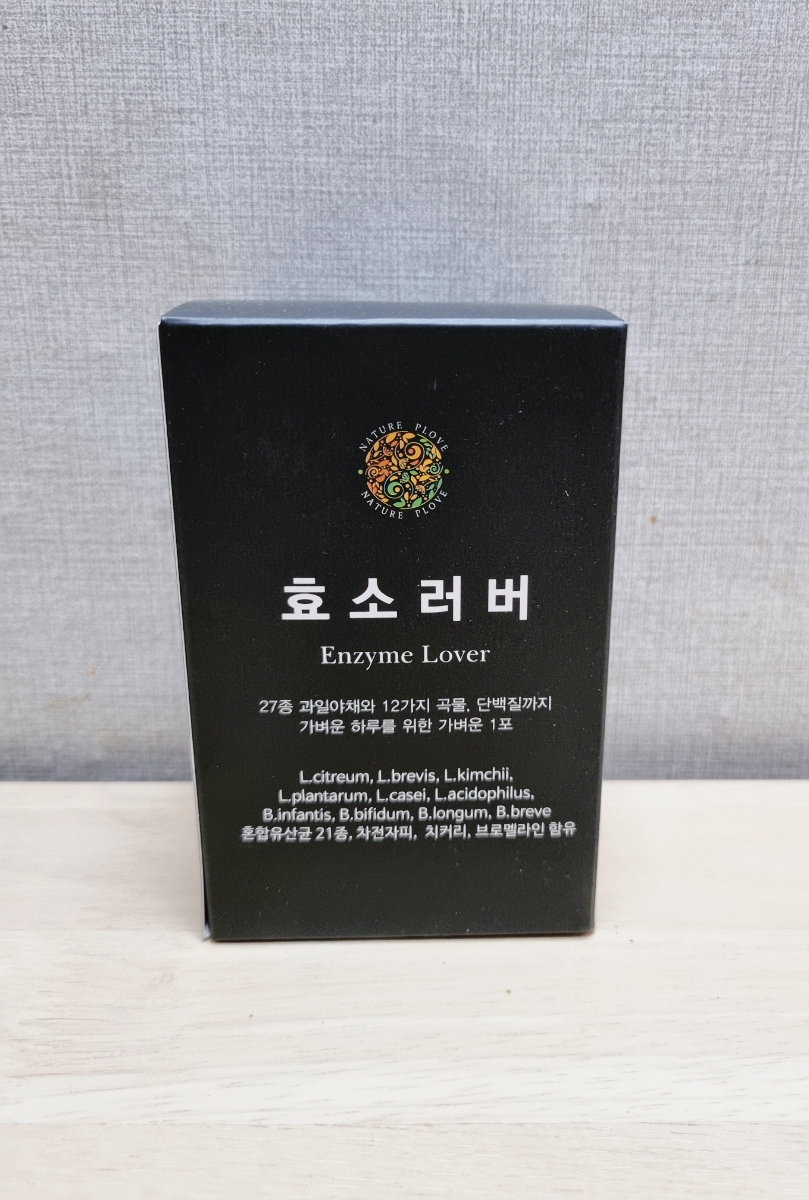 NATURE PLOVE
NATURE PLOVE
효소러버
Enzyme Lover
27종 과일야채와 12가지 곡물, 단백질까지
가벼운 하루를 위한 가벼운 1포
L.citreum, L.brevis, L.kimchii,
L.plantarum, L.casei, L.acidophilus,
B.infantis, B.bifidum, B.longum, B.breve
혼합유산균 21종, 차전자피, 치커리, 브로멜라인 함유